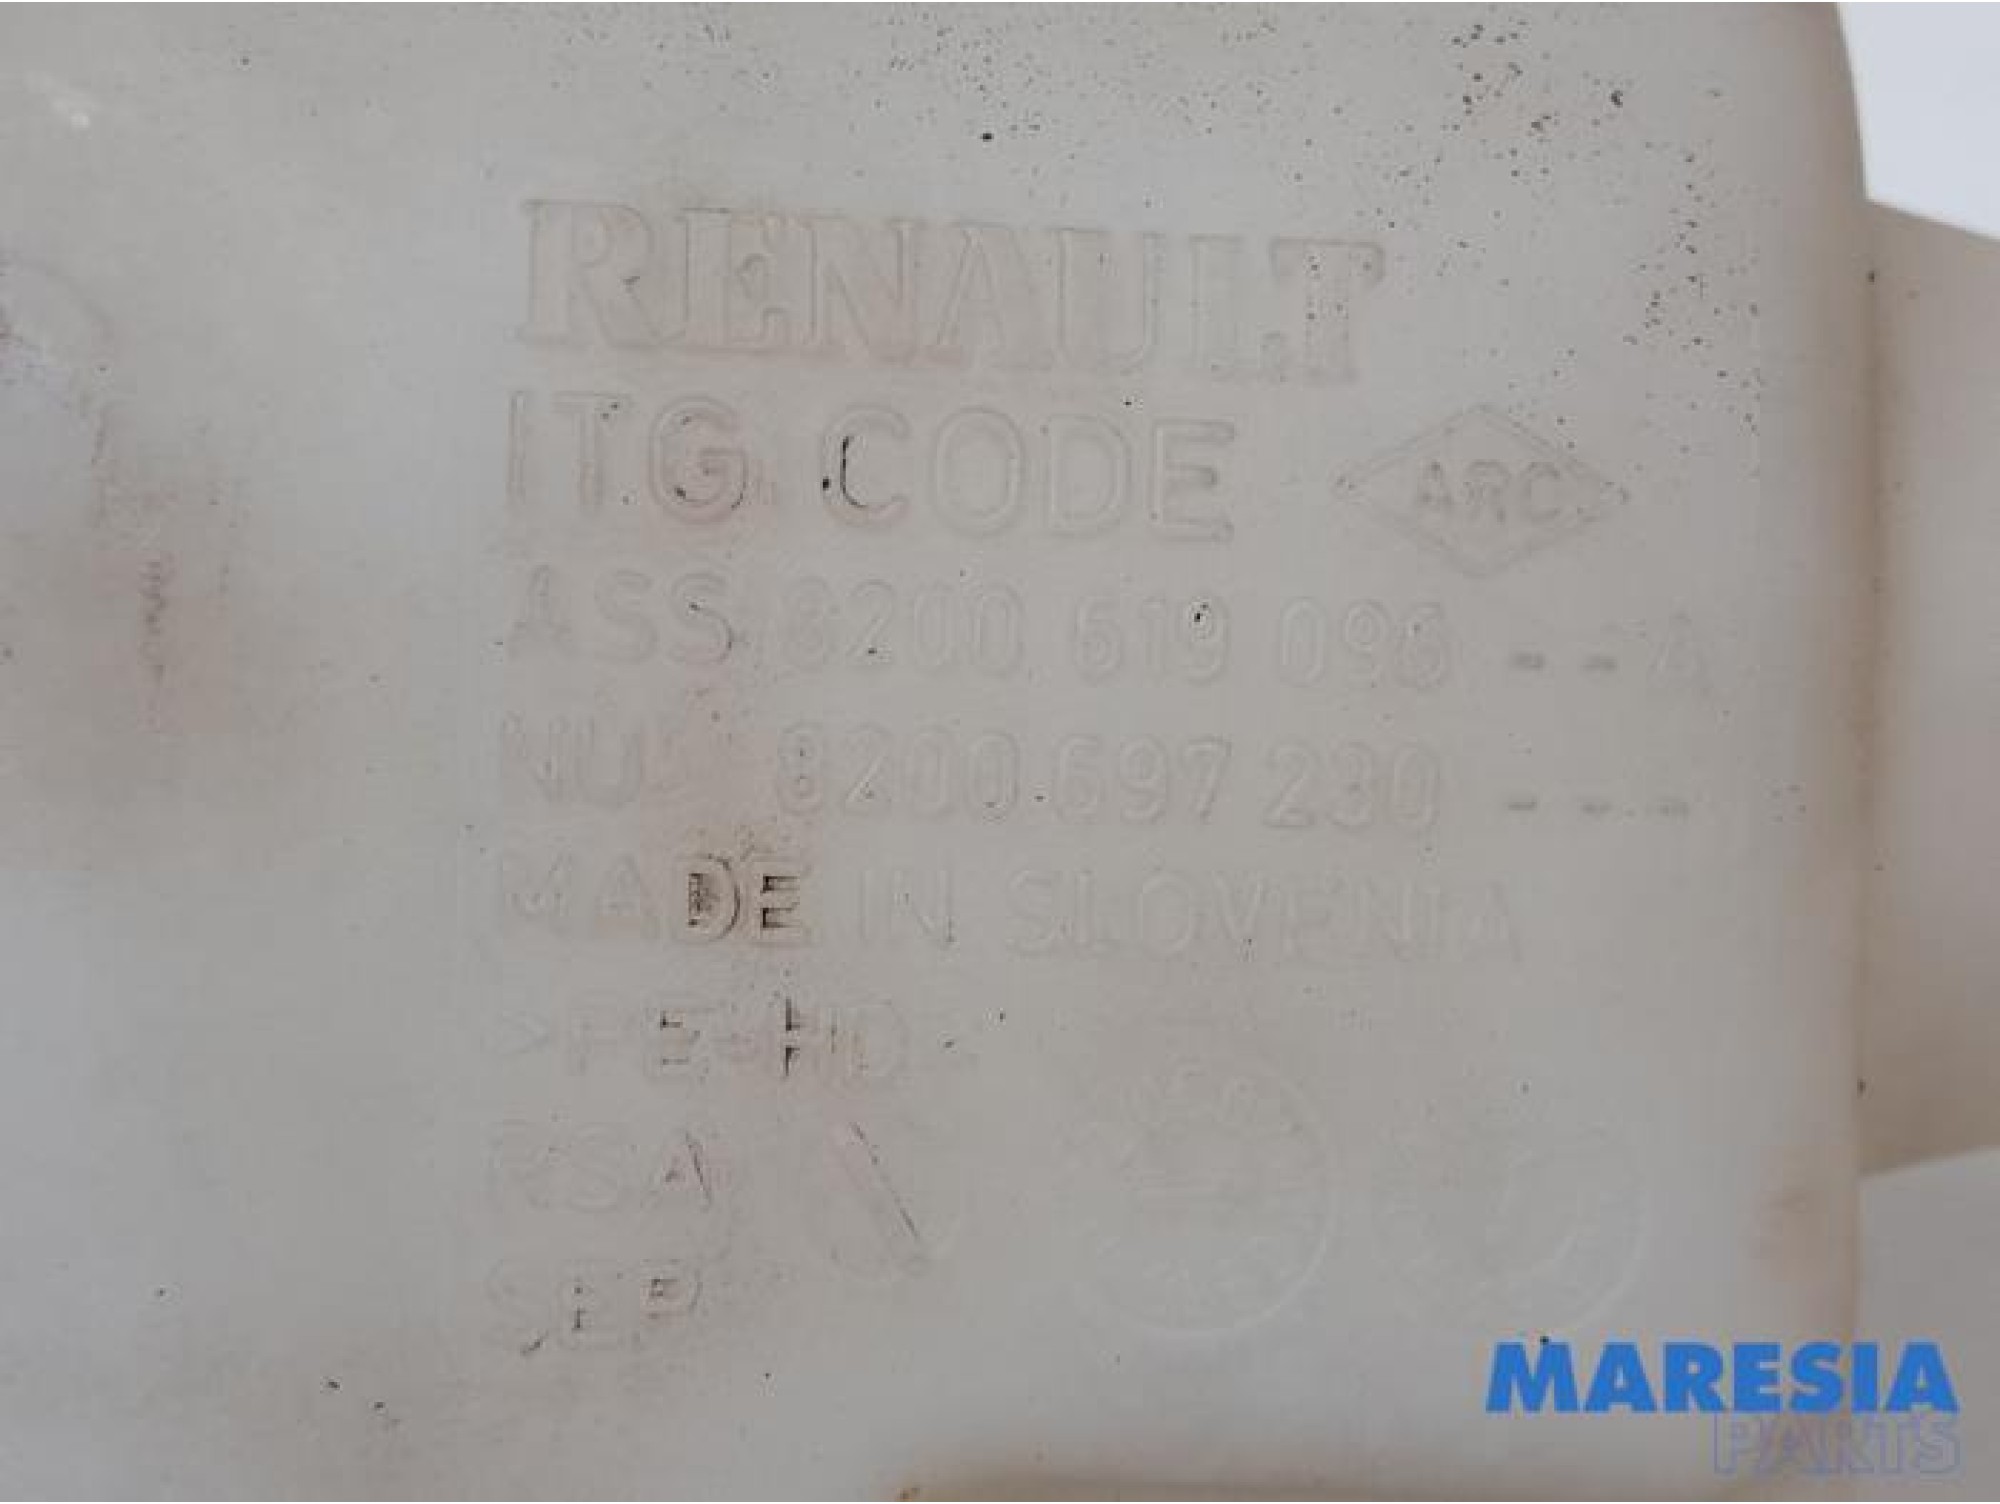 RENAULT
ITG CODE
ARC
ASS 8200 619 096 - - A
NU 8200 697 230 - - -
MADE IN SLOVENIA
>PE-HD
RSA
SEP
MARESIA
PARTS